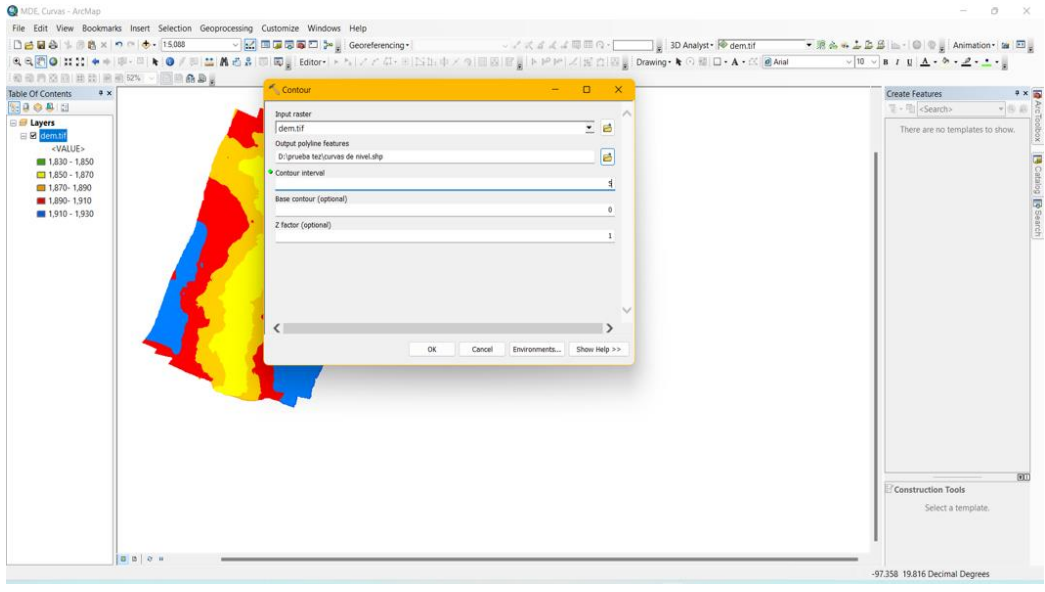 MDE, Curvas - ArcMap
File Edit View Bookmarks Insert Selection Geoprocessing Customize Windows Help
1:5,088
Georeferencing
3D Analyst
dem.tif
Animation
Editor
Drawing
A
Arial
10
B I U A
52%
Table Of Contents
Layers
dem.tif
<VALUE>
1,830 - 1,850
1,850 - 1,870
1,870- 1,890
1,890- 1,910
1,910 - 1,930
Contour
Input raster
dem.tif
Output polyline features
D:\prueba tez\curvas de nivel.shp
Contour interval
5
Base contour (optional)
0
Z factor (optional)
1
OK Cancel Environments... Show Help >>
Create Features
<Search>
There are no templates to show.
Construction Tools
Select a template.
ArcToolbox
Catalog
Search
-97.358 19.816 Decimal Degrees